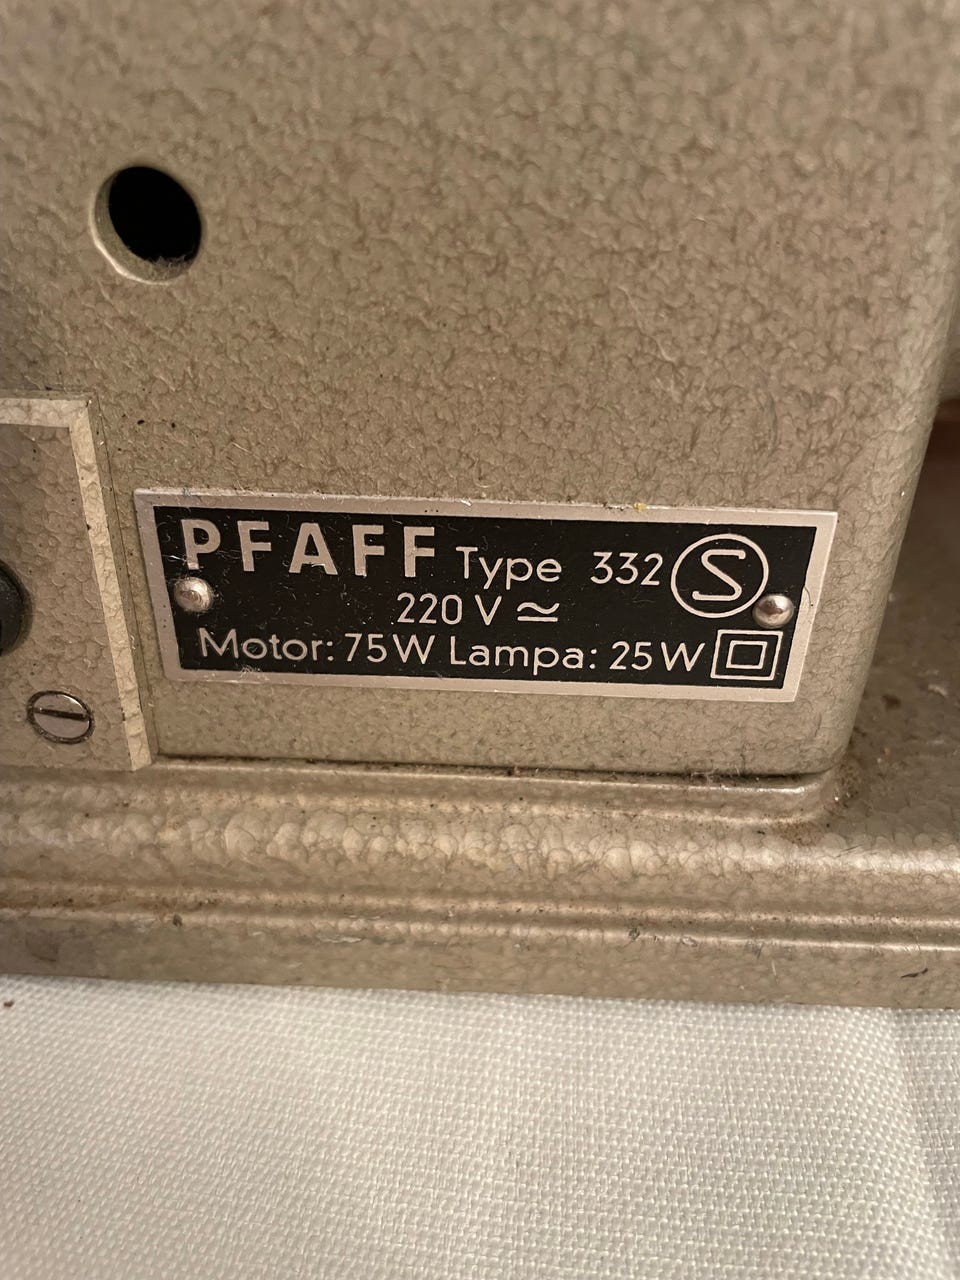 PFAFF Type 332 S
220 V ≃
Motor: 75W Lampa: 25W